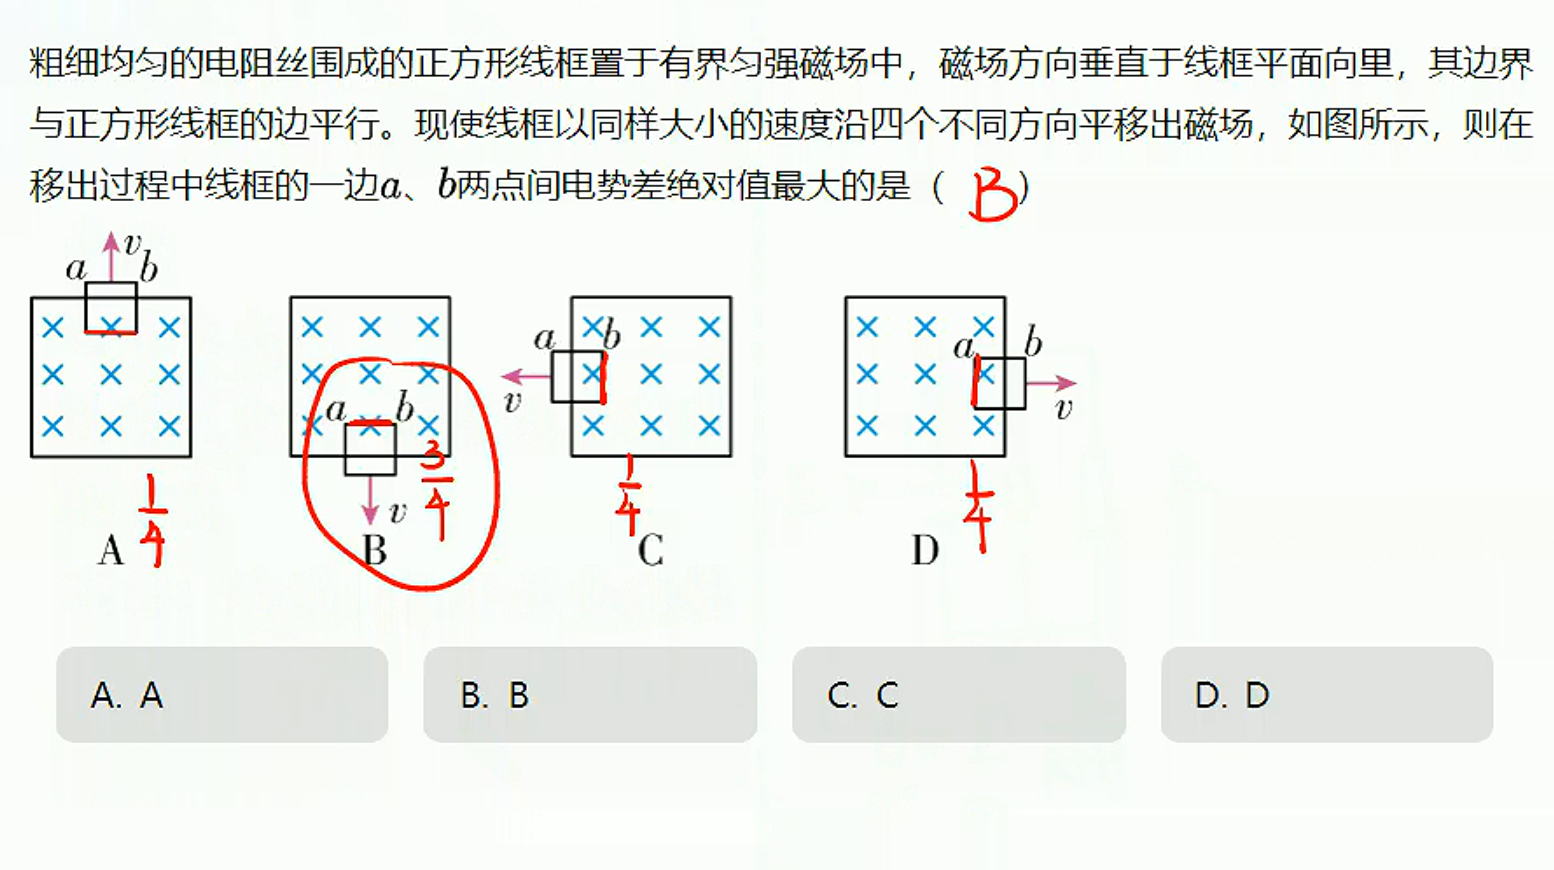 粗细均匀的电阻丝围成的正方形线框置于有界匀强磁场中，磁场方向垂直于线框平面向里，其边界
与正方形线框的边平行。现使线框以同样大小的速度沿四个不同方向平移出磁场，如图所示，则在
移出过程中线框的一边a、b两点间电势差绝对值最大的是（ B ）
v
a b
a b
v
a b
v
a b
v
1/4
3/4
1/4
1/4
A B C D
A. A
B. B
C. C
D. D